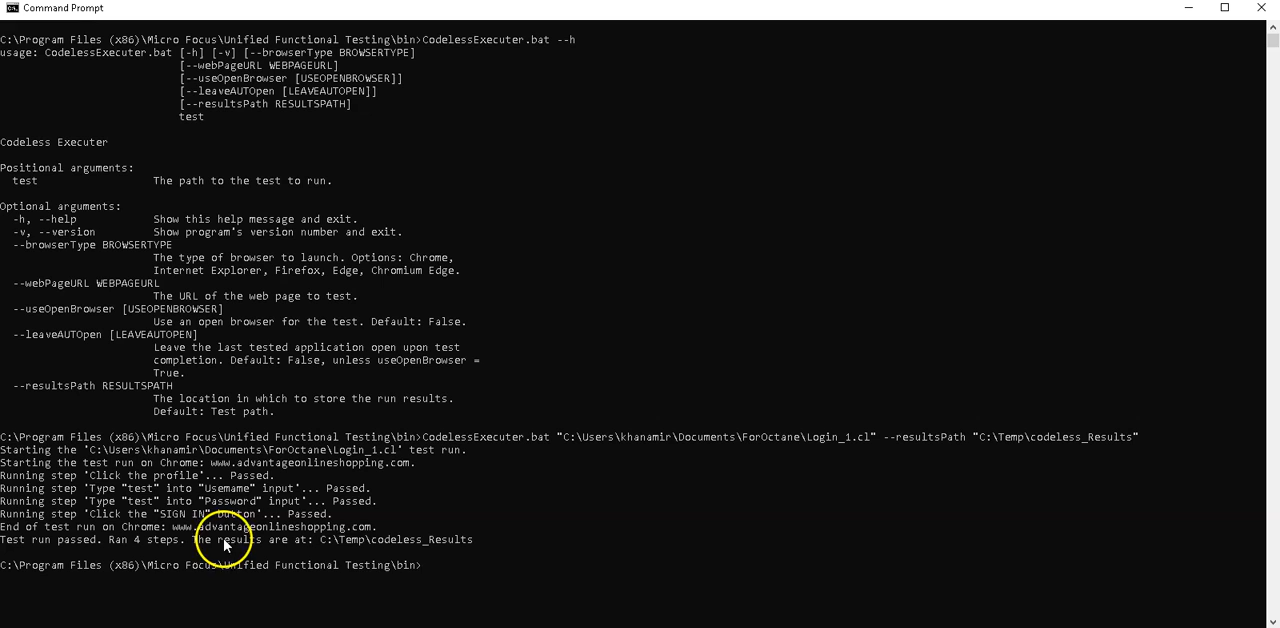 Command Prompt
C:\Program Files (x86)\Micro Focus\Unified Functional Testing\bin>CodelessExecuter.bat --h
usage: CodelessExecuter.bat [-h] [-v] [--browserType BROWSERTYPE]
[--webPageURL WEBPAGEURL]
[--useOpenBrowser [USEOPENBROWSER]]
[--leaveAUTOpen [LEAVEAUTOPEN]]
[--resultsPath RESULTSPATH]
test
Codeless Executer
Positional arguments:
test The path to the test to run.
Optional arguments:
-h, --help Show this help message and exit.
-v, --version Show program's version number and exit.
--browserType BROWSERTYPE
The type of browser to launch. Options: Chrome,
Internet Explorer, Firefox, Edge, Chromium Edge.
--webPageURL WEBPAGEURL
The URL of the web page to test.
--useOpenBrowser [USEOPENBROWSER]
Use an open browser for the test. Default: False.
--leaveAUTOpen [LEAVEAUTOPEN]
Leave the last tested application open upon test
completion. Default: False, unless useOpenBrowser =
True.
--resultsPath RESULTSPATH
The location in which to store the run results.
Default: Test path.
C:\Program Files (x86)\Micro Focus\Unified Functional Testing\bin>CodelessExecuter.bat "C:\Users\khanamir\Documents\ForOctane\Login_1.cl" --resultsPath "C:\Temp\codeless_Results"
Starting the 'C:\Users\khanamir\Documents\ForOctane\Login_1.cl' test run.
Starting the test run on Chrome: www.advantageonlineshopping.com.
Running step 'Click the profile'... Passed.
Running step 'Type "test" into "Username" input'... Passed.
Running step 'Type "test" into "Password" input'... Passed.
Running step 'Click the "SIGN IN" button'... Passed.
End of test run on Chrome: www.advantageonlineshopping.com.
Test run passed. Ran 4 steps. The results are at: C:\Temp\codeless_Results
C:\Program Files (x86)\Micro Focus\Unified Functional Testing\bin>